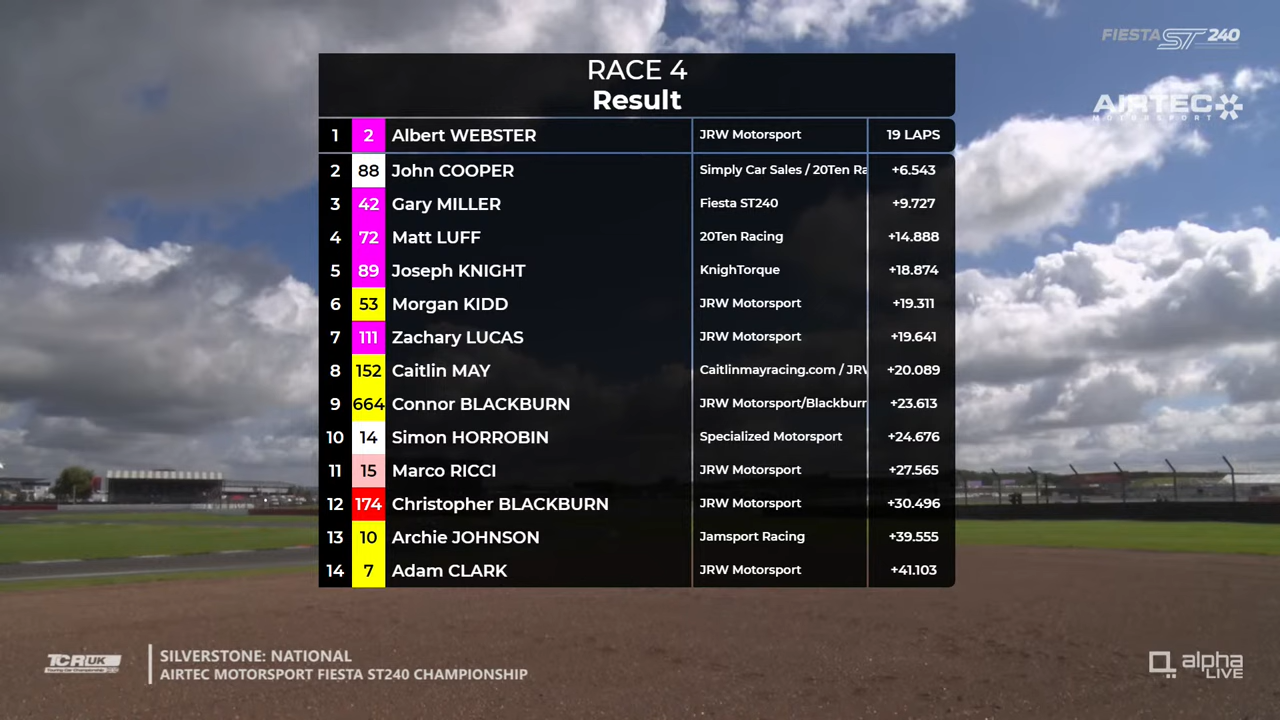 FIESTA ST 240
AIRTEC
MOTORSPORT
RACE 4
Result
1 2 Albert WEBSTER JRW Motorsport 19 LAPS
2 88 John COOPER Simply Car Sales / 20Ten Ra +6.543
3 42 Gary MILLER Fiesta ST240 +9.727
4 72 Matt LUFF 20Ten Racing +14.888
5 89 Joseph KNIGHT KnighTorque +18.874
6 53 Morgan KIDD JRW Motorsport +19.311
7 111 Zachary LUCAS JRW Motorsport +19.641
8 152 Caitlin MAY Caitlinmayracing.com / JRW +20.089
9 664 Connor BLACKBURN JRW Motorsport/Blackburn +23.613
10 14 Simon HORROBIN Specialized Motorsport +24.676
11 15 Marco RICCI JRW Motorsport +27.565
12 174 Christopher BLACKBURN JRW Motorsport +30.496
13 10 Archie JOHNSON Jamsport Racing +39.555
14 7 Adam CLARK JRW Motorsport +41.103
TCR UK
SILVERSTONE: NATIONAL
AIRTEC MOTORSPORT FIESTA ST240 CHAMPIONSHIP
alpha
LIVE